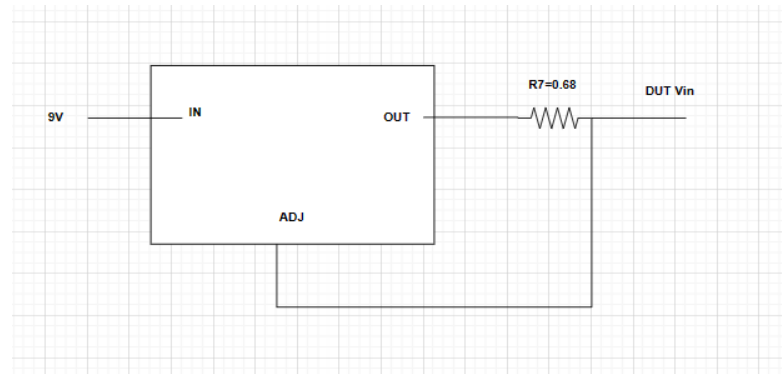 R7=0.68
DUT Vin
9V
IN
OUT
ADJ